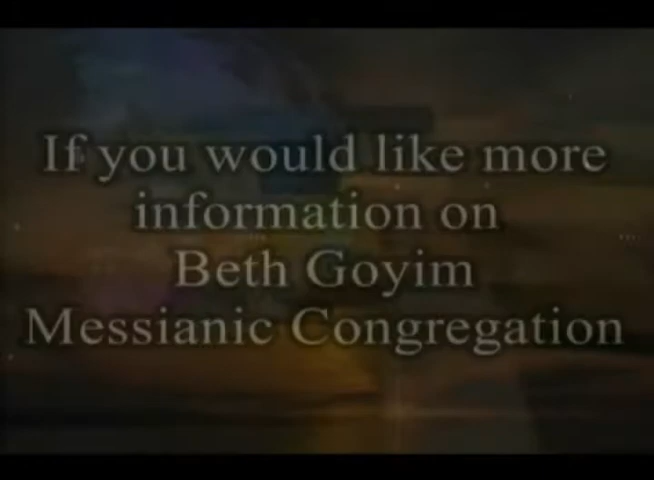 If you would like more
information on
Beth Goyim
Messianic Congregation